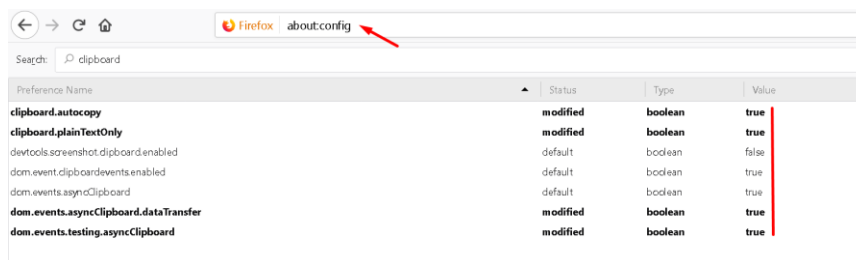 Firefox about:config
Search: clipboard
Preference Name Status Type Value
clipboard.autocopy modified boolean true
clipboard.plainTextOnly modified boolean true
devtools.screenshot.clipboard.enabled default boolean false
dom.event.clipboardevents.enabled default boolean true
dom.events.asyncClipboard default boolean true
dom.events.asyncClipboard.dataTransfer modified boolean true
dom.events.testing.asyncClipboard modified boolean true